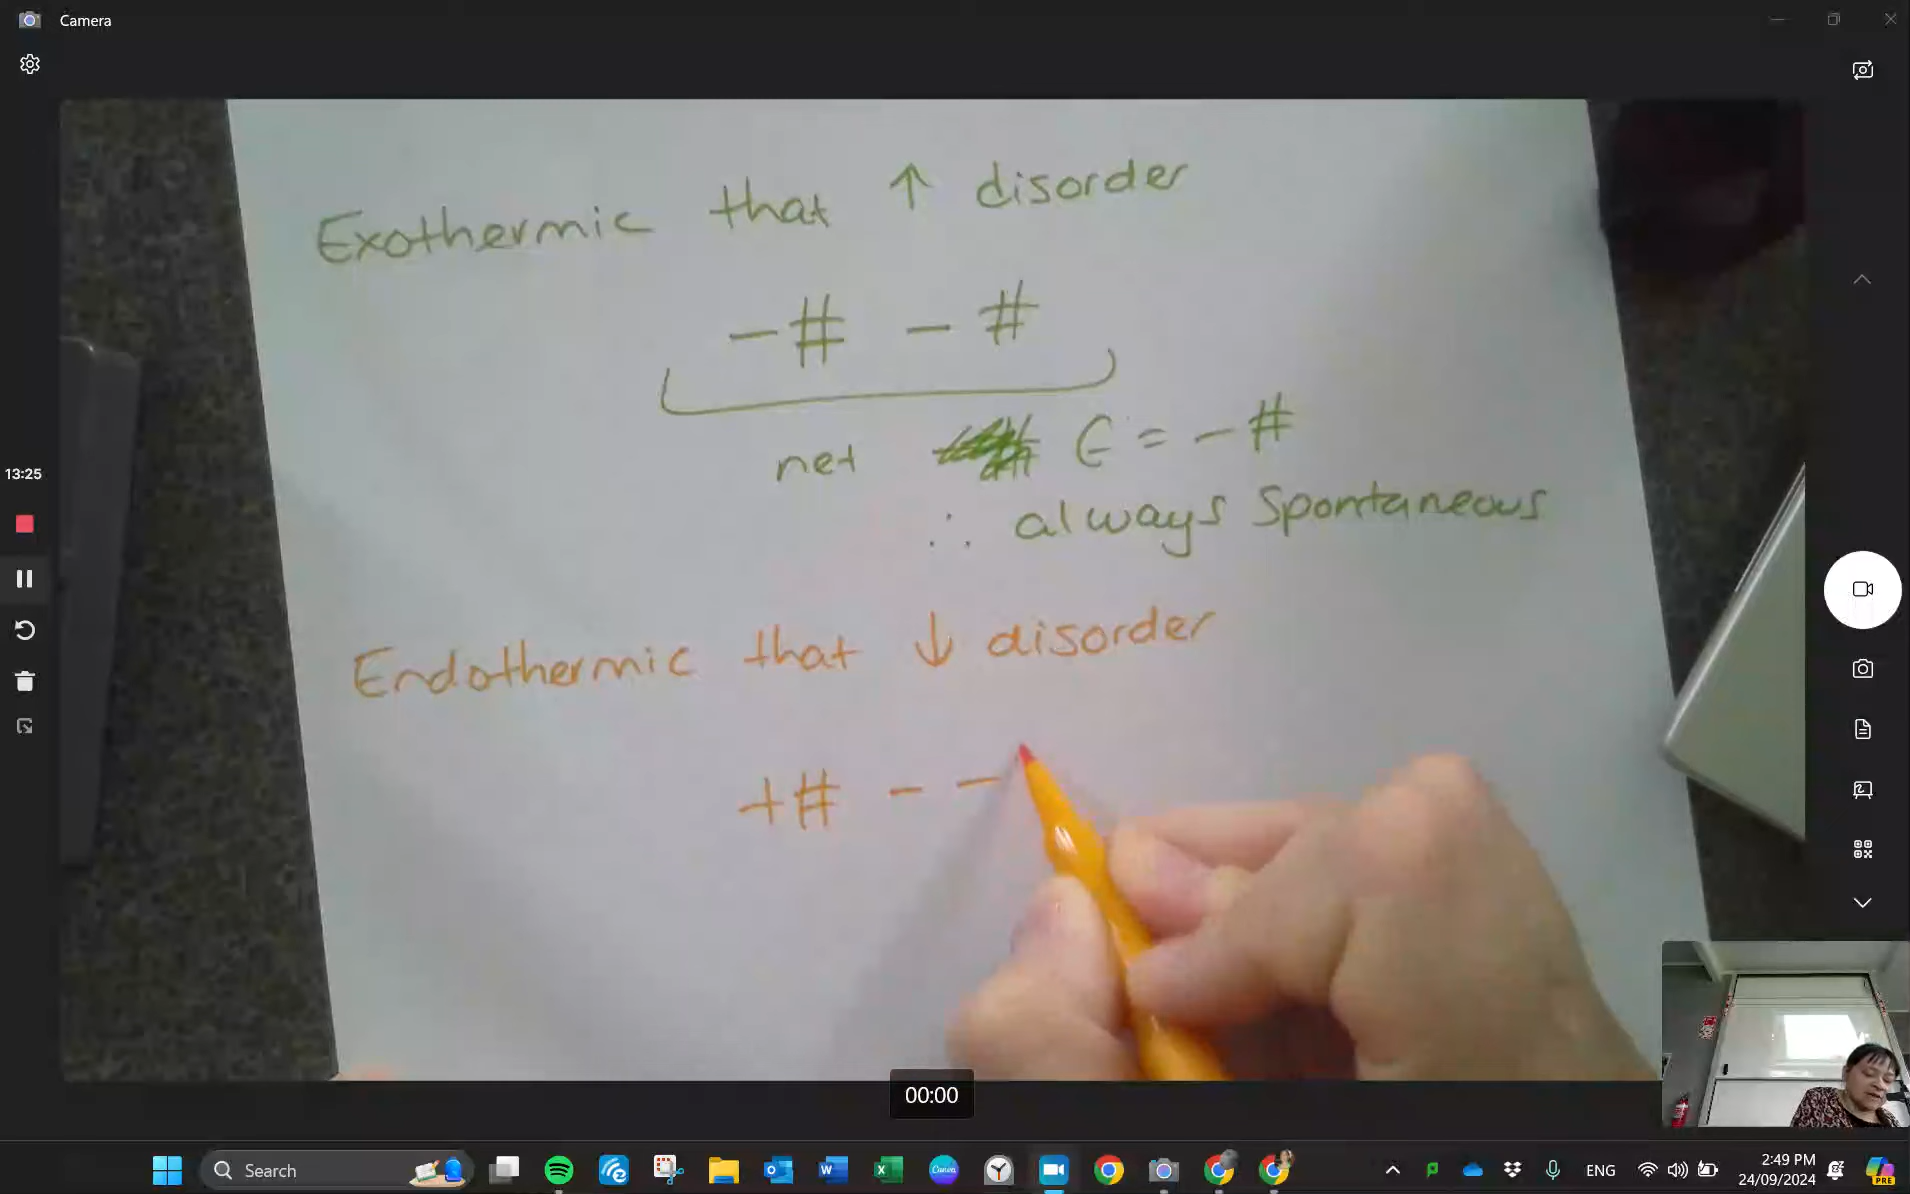 Camera
Exothermic that ↑ disorder
-# - #
net G = - #
∴ always spontaneous
13:25
Endothermic that ↓ disorder
+# - -
00:00
Search
ENG
2:49 PM
24/09/2024
PRE